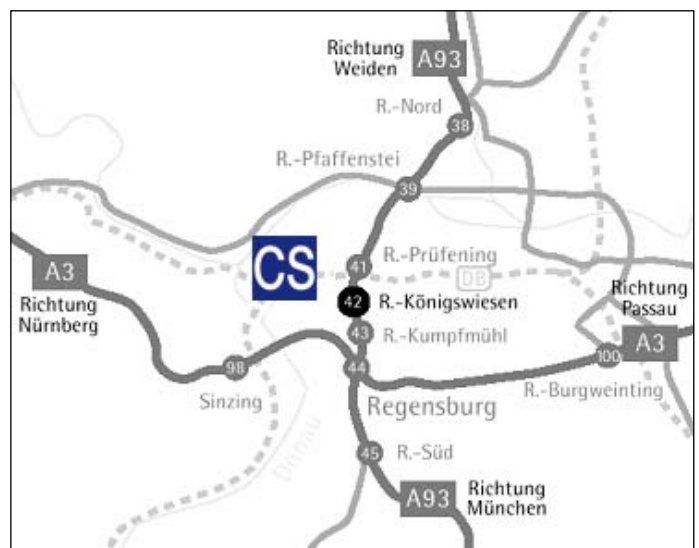 Richtung
Weiden
A93
R.-Nord
38
R.-Pfaffenstei
39
CS
41
R.-Prüfening
DB
A3
Richtung
Nürnberg
42
R.-Königswiesen
Richtung
Passau
43
R.-Kumpfmühl
A3
98
44
100
Sinzing
Regensburg
R.-Burgweinting
45
R.-Süd
Donau
A93
Richtung
München